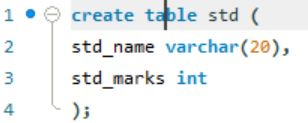 1 create table std (
2 std_name varchar(20),
3 std_marks int
4 );